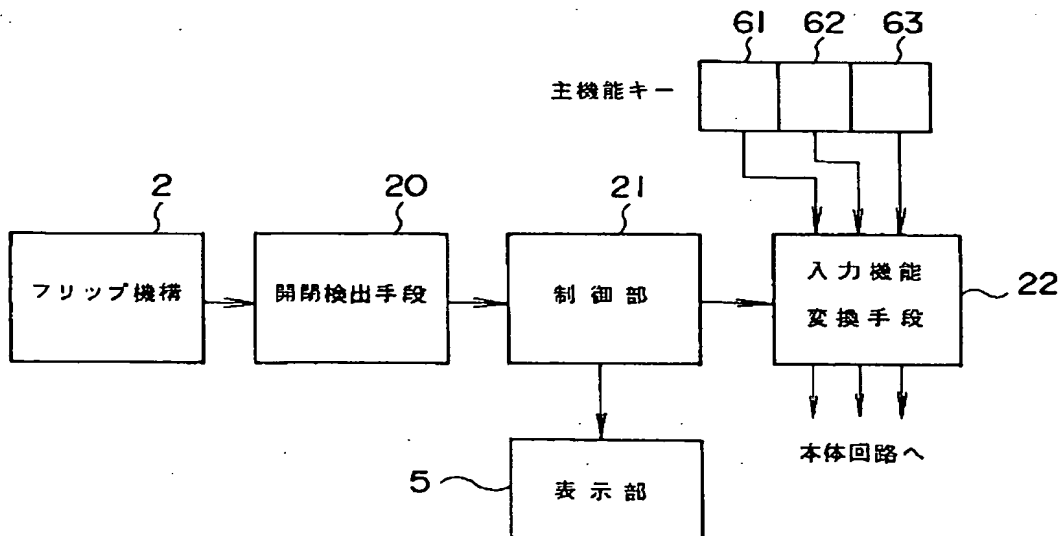 61 62 63
主機能キー
2 20 21
フリップ機構
開閉検出手段
制御部
入力機能
変換手段
22
本体回路へ
5
表示部